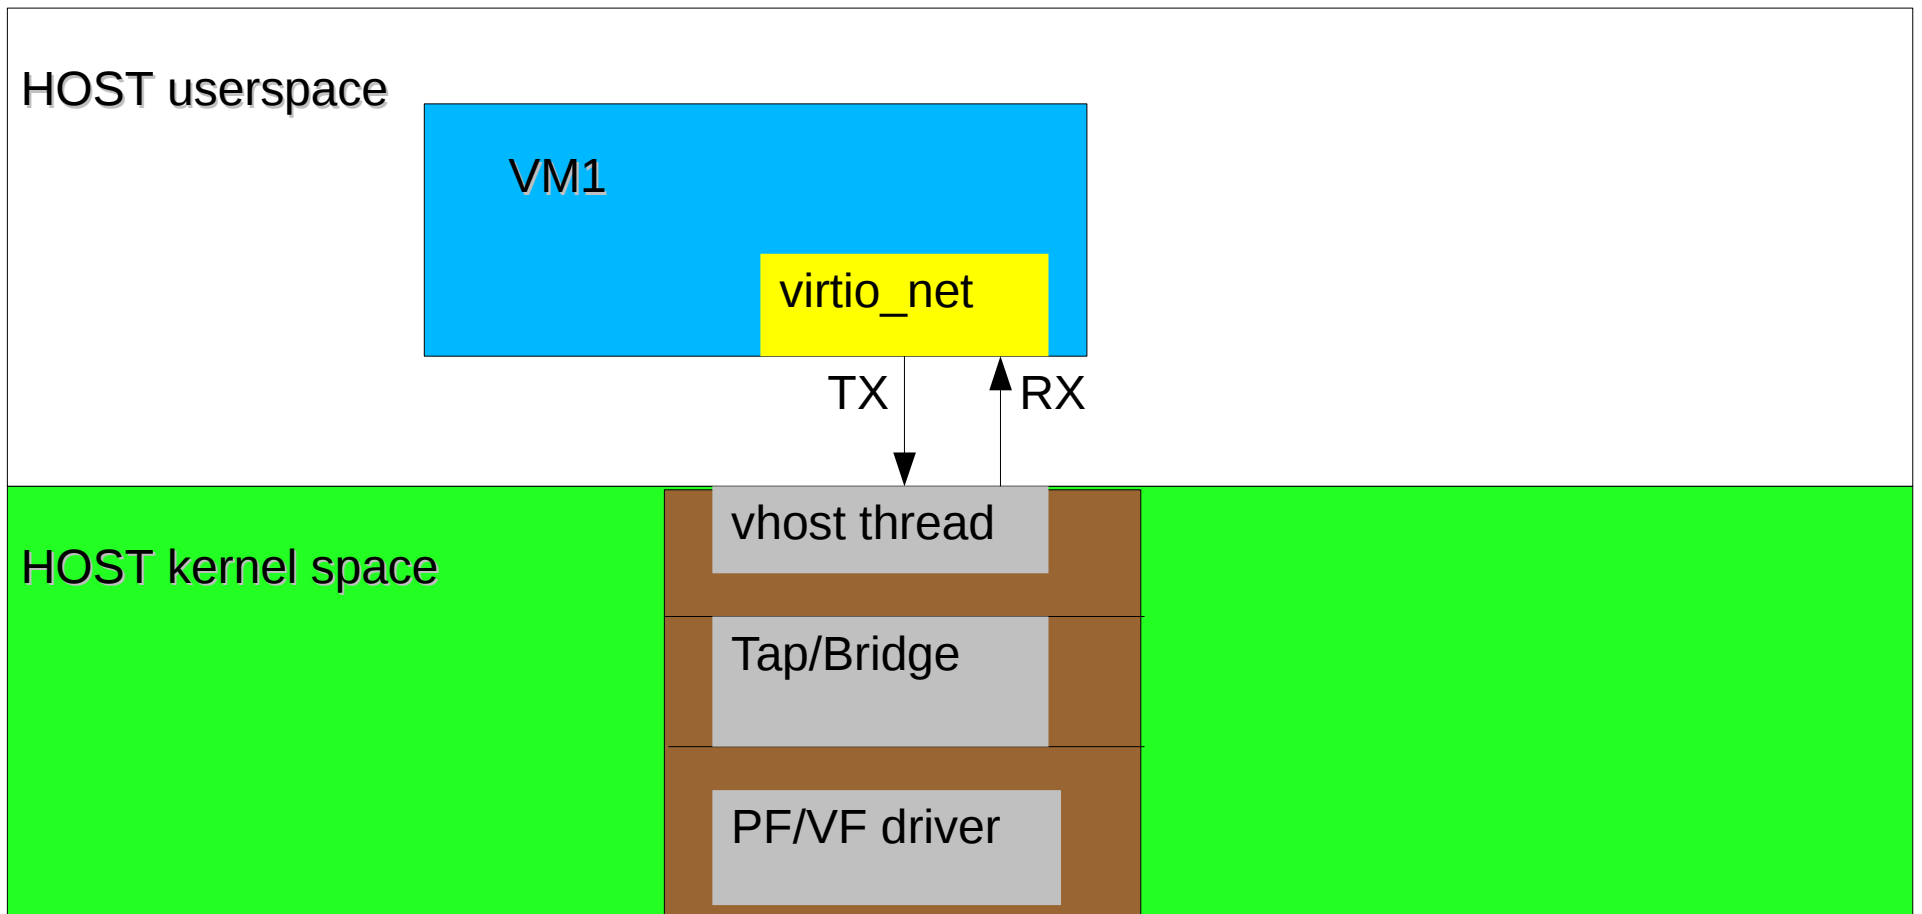 HOST userspace
VM1
virtio_net
TX
RX
vhost thread
HOST kernel space
Tap/Bridge
PF/VF driver